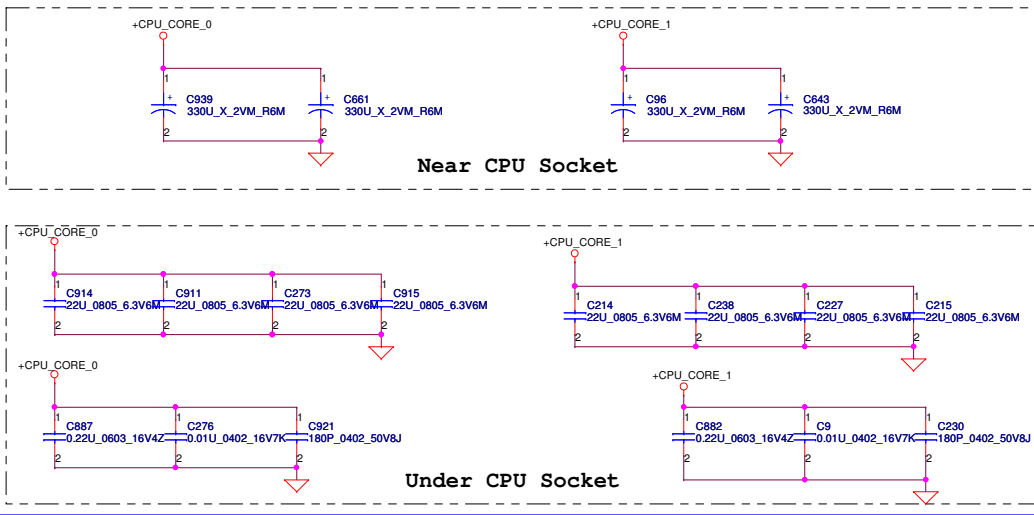 +CPU_CORE_0 +CPU_CORE_1
1 1 1 1
+ C939 + C661 + C96 + C643
330U_X_2VM_R6M 330U_X_2VM_R6M 330U_X_2VM_R6M 330U_X_2VM_R6M
2 2 2 2
Near CPU Socket
+CPU_CORE_0 +CPU_CORE_1
1 1 1 1 1 1 1 1
C914 C911 C273 C915 C214 C238 C227 C215
22U_0805_6.3V6M 22U_0805_6.3V6M 22U_0805_6.3V6M 22U_0805_6.3V6M 22U_0805_6.3V6M 22U_0805_6.3V6M 22U_0805_6.3V6M 22U_0805_6.3V6M
2 2 2 2 2 2 2 2
+CPU_CORE_0 +CPU_CORE_1
1 1 1 1 1 1
C887 C276 C921 C882 C9 C230
0.22U_0603_16V4Z 0.01U_0402_16V7K 180P_0402_50V8J 0.22U_0603_16V4Z 0.01U_0402_16V7K 180P_0402_50V8J
2 2 2 2 2 2
Under CPU Socket